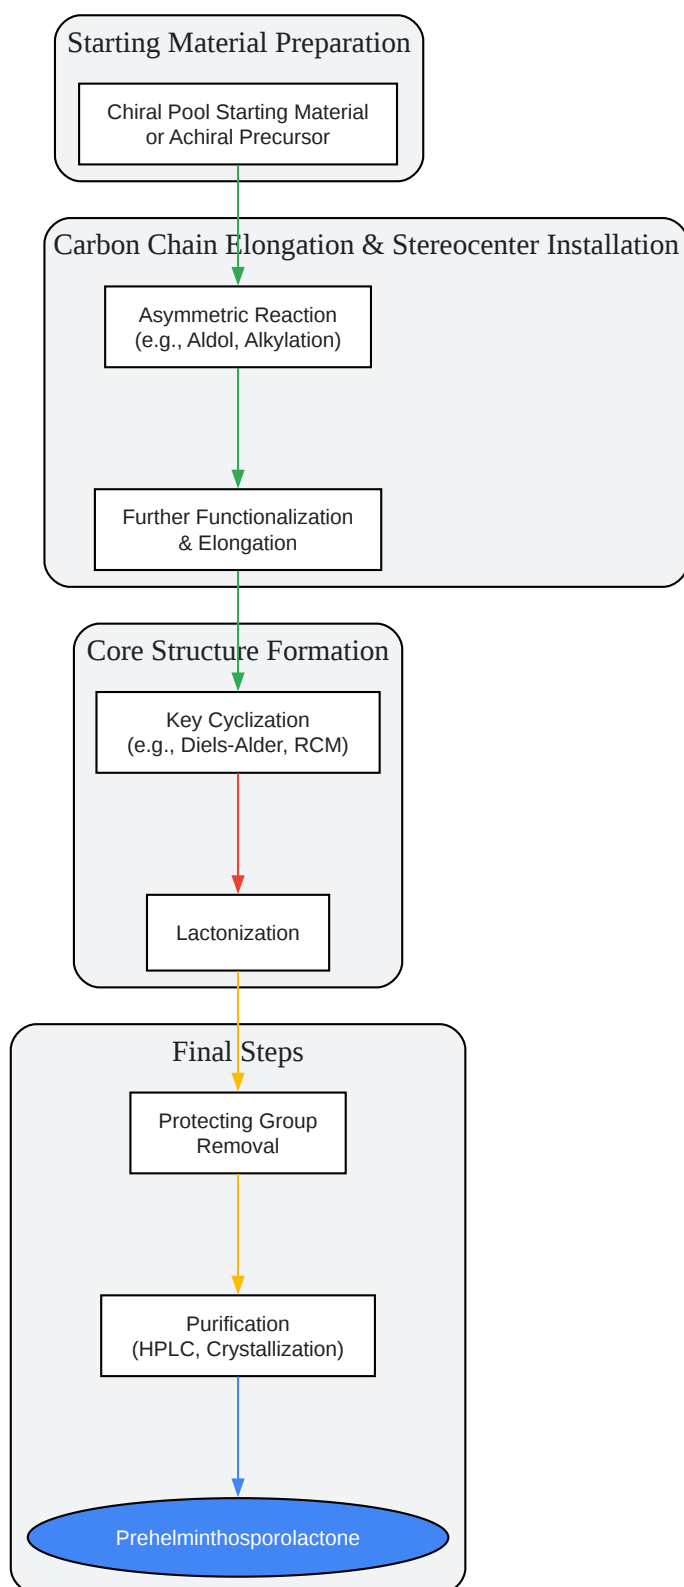 Starting Material Preparation
Chiral Pool Starting Material
or Achiral Precursor
Carbon Chain Elongation & Stereocenter Installation
Asymmetric Reaction
(e.g., Aldol, Alkylation)
Further Functionalization
& Elongation
Core Structure Formation
Key Cyclization
(e.g., Diels-Alder, RCM)
Lactonization
Final Steps
Protecting Group
Removal
Purification
(HPLC, Crystallization)
Prehelminthosporolactone